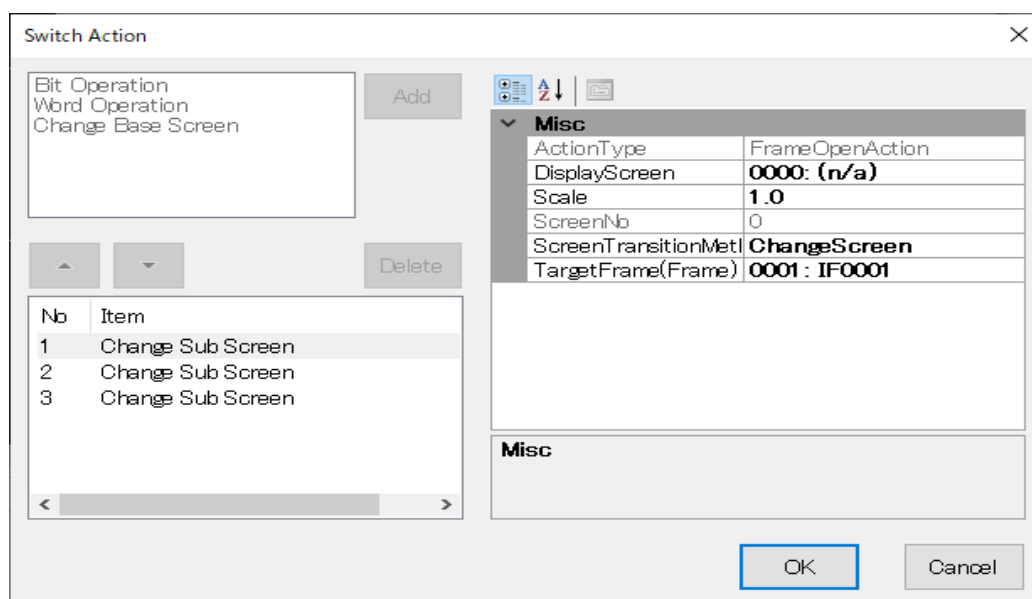 Switch Action
Bit Operation
Word Operation
Change Base Screen
Add
Delete
No Item
1 Change Sub Screen
2 Change Sub Screen
3 Change Sub Screen
Misc
ActionType FrameOpenAction
DisplayScreen 0000: (n/a)
Scale 1.0
ScreenNo 0
ScreenTransitionMetl ChangeScreen
TargetFrame(Frame) 0001 : IF0001
Misc
OK Cancel